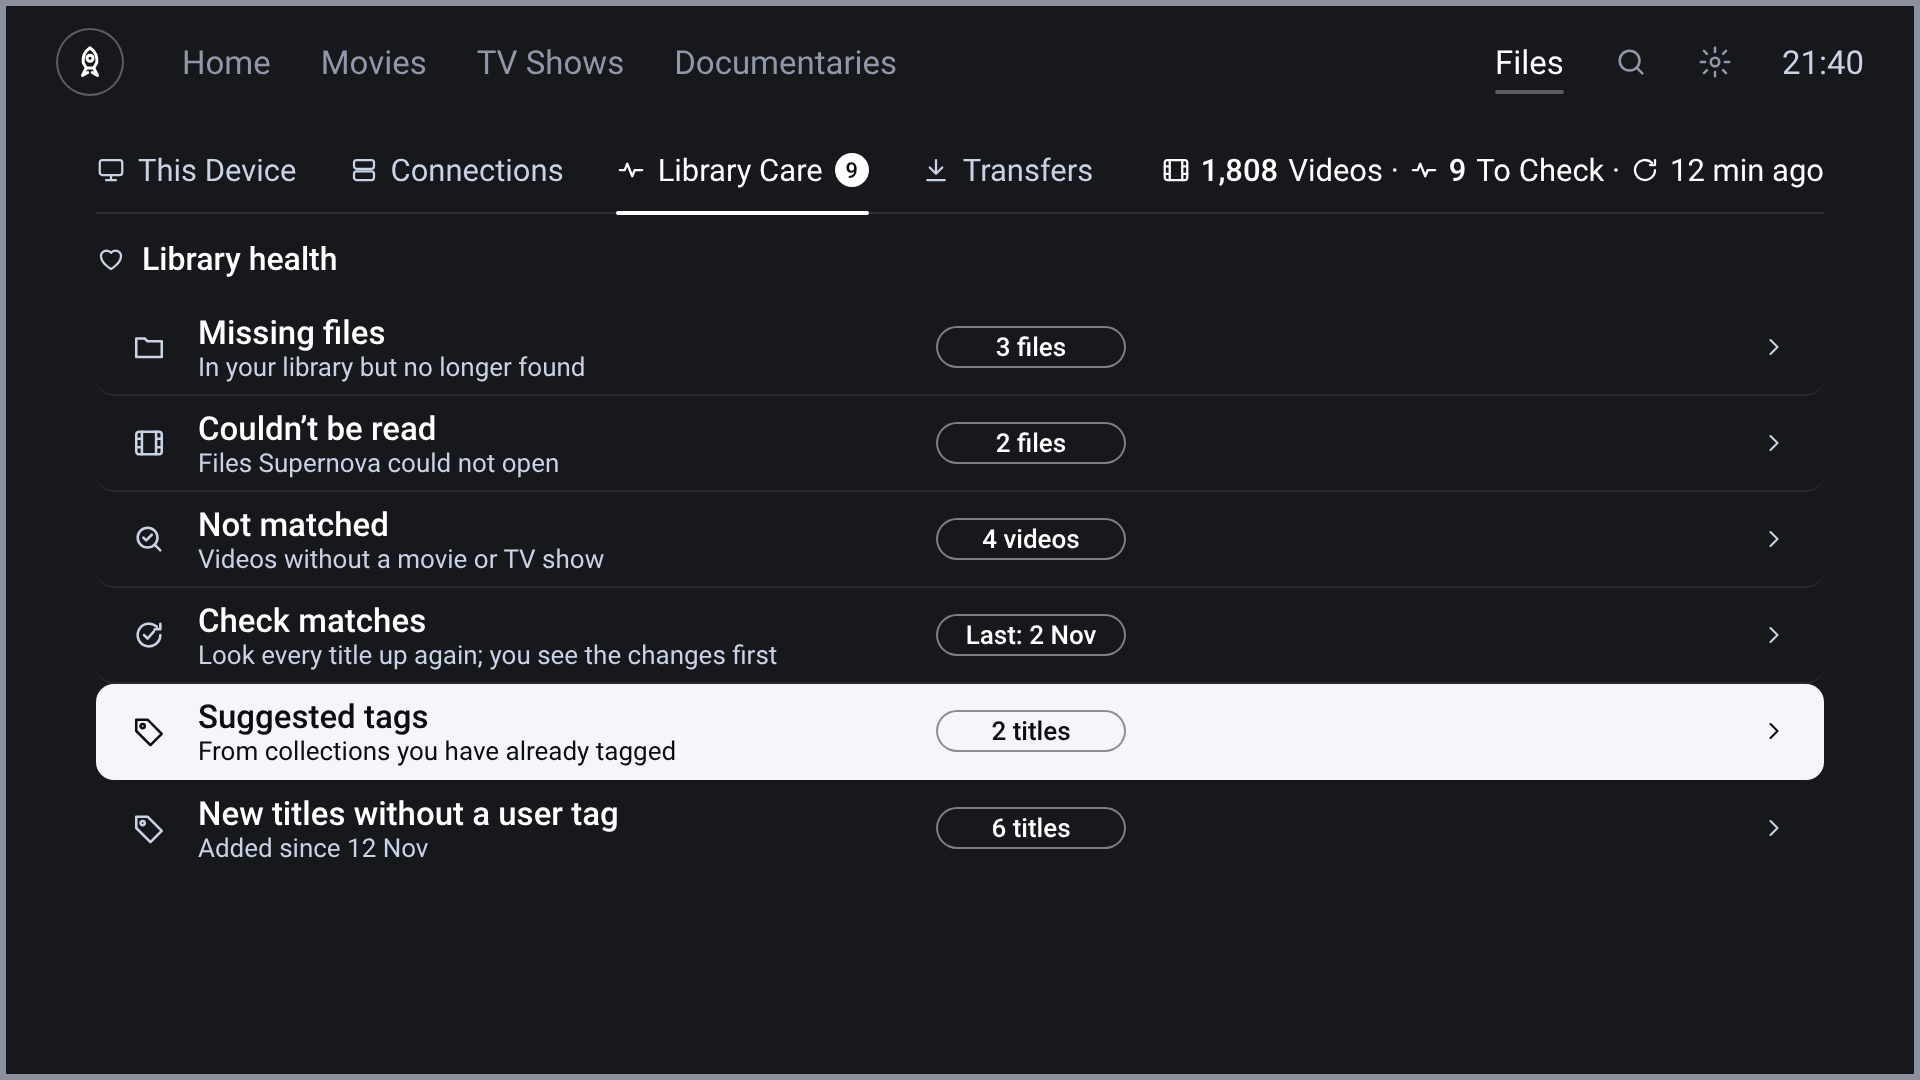 Home Movies TV Shows Documentaries Files 21:40
This Device Connections Library Care 9 Transfers 1,808 Videos · 9 To Check · 12 min ago
Library health
Missing files
In your library but no longer found
3 files
Couldn’t be read
Files Supernova could not open
2 files
Not matched
Videos without a movie or TV show
4 videos
Check matches
Look every title up again; you see the changes first
Last: 2 Nov
Suggested tags
From collections you have already tagged
2 titles
New titles without a user tag
Added since 12 Nov
6 titles